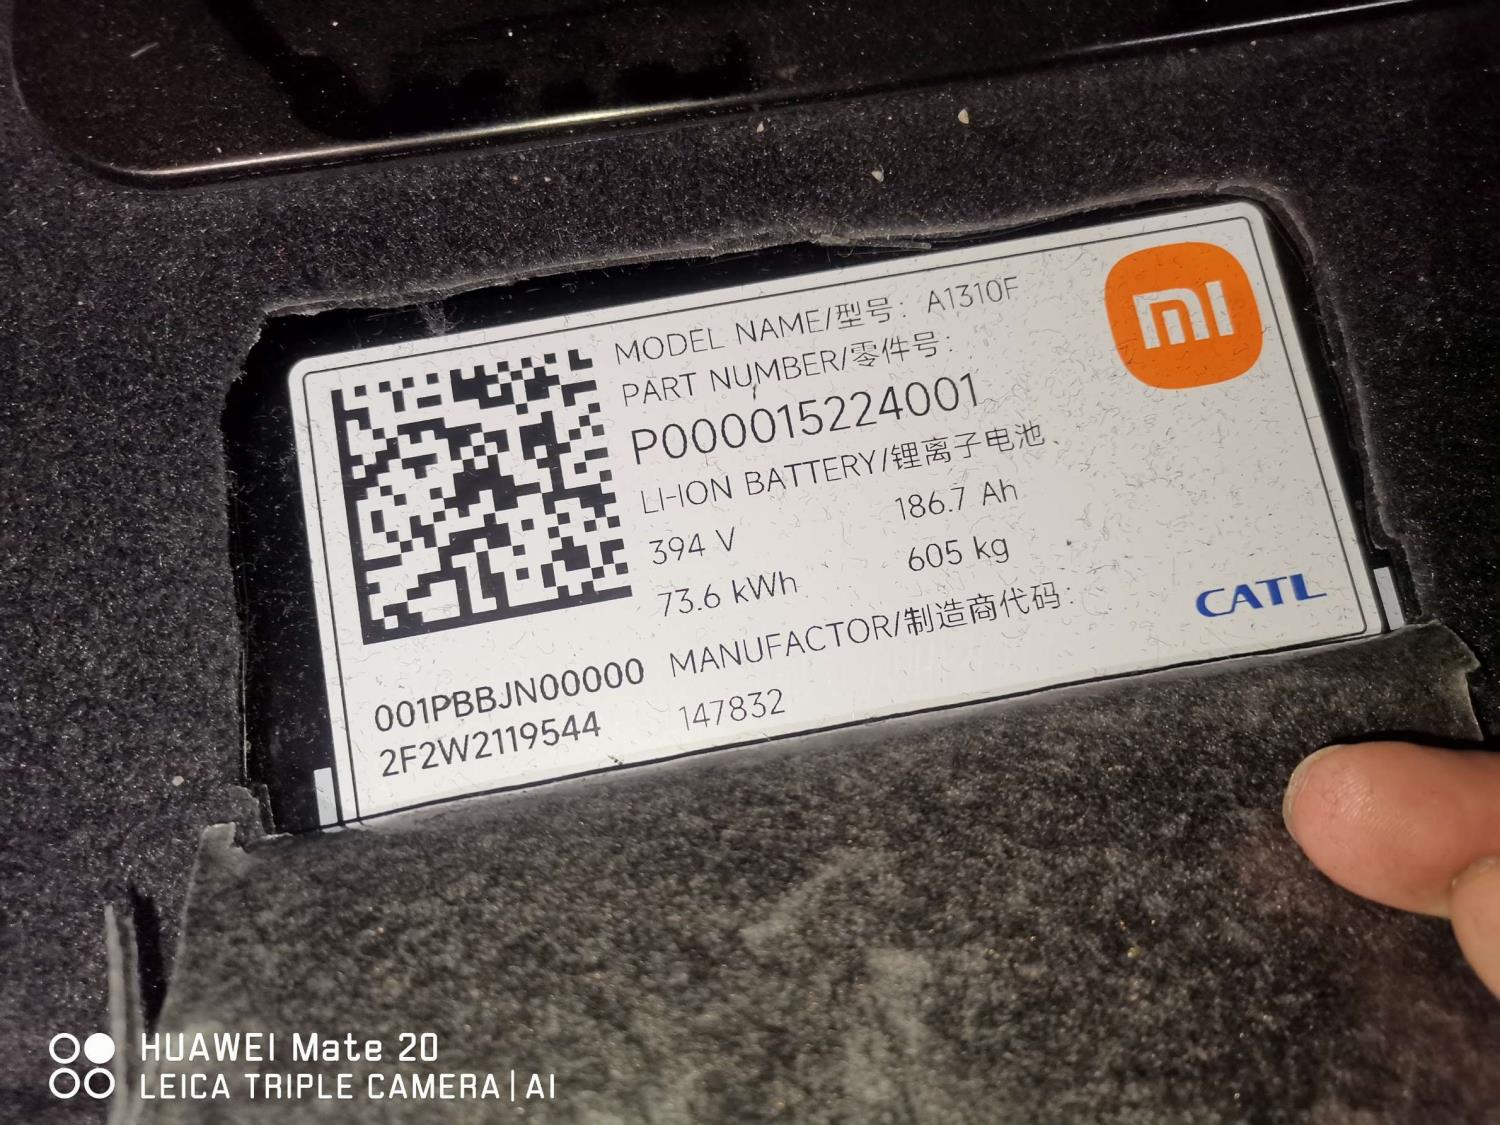 MODEL NAME/型号: A1310F
PART NUMBER/零件号:
P000015224001
LI-ION BATTERY/锂离子电池
394 V 186.7 Ah
73.6 kWh 605 kg
MANUFACTOR/制造商代码:
147832
001PBBJN00000
2F2W2119544
mi
CATL
HUAWEI Mate 20
LEICA TRIPLE CAMERA | AI